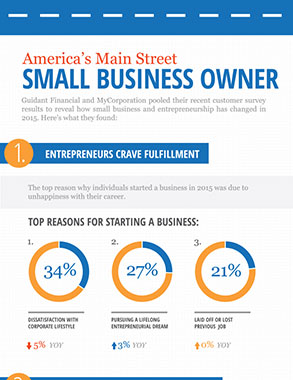 America's Main Street
SMALL BUSINESS OWNER
Guidant Financial and MyCorporation pooled their recent customer survey
results to reveal how small business and entrepreneurship has changed in
2015. Here's what they found:
1. ENTREPRENEURS CRAVE FULFILLMENT
The top reason why individuals started a business in 2015 was due to
unhappiness with their career.
TOP REASONS FOR STARTING A BUSINESS:
1. 2. 3.
34% 27% 21%
DISSATISFACTION WITH
CORPORATE LIFESTYLE
PURSUING A LIFELONG
ENTREPRENEURIAL DREAM
LAID OFF OR LOST
PREVIOUS JOB
5% YOY 3% YOY 0% YOY